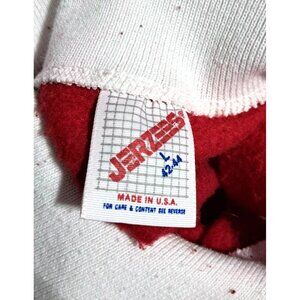 JERZEES
L
42-44
MADE IN U.S.A.
FOR CARE & CONTENT SEE REVERSE